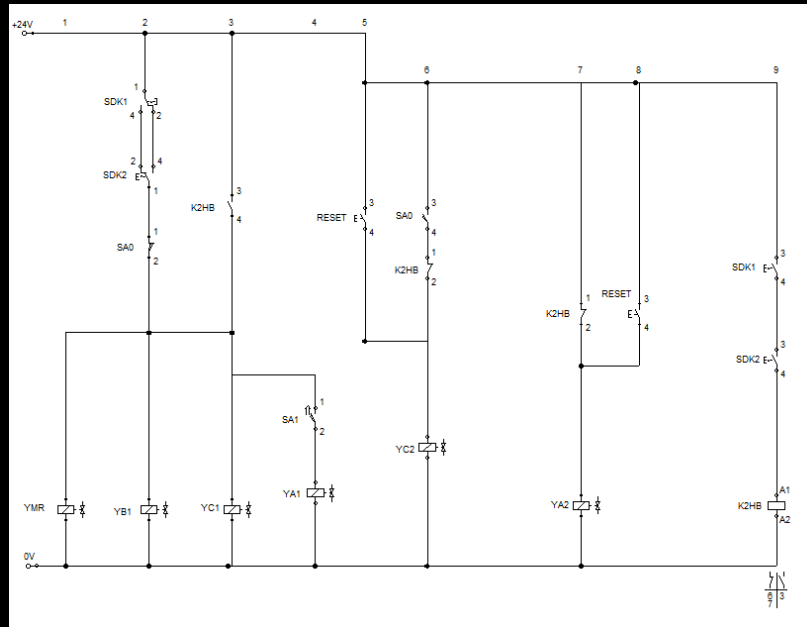 +24V 1 2 3 4 5
6 7 8 9
1
SDK1
4 2
2 4
SDK2 E
1
1
SA0
2
3
K2HB
4
3
RESET E
4
3
SA0
4
1
K2HB
2
1
K2HB
2
3
RESET
E
4
3
SDK1 E
4
3
SDK2 E
4
1
SA1
2
YC2
YMR
YB1
YC1
YA1
YA2
A1
K2HB
A2
0V
6 3
7